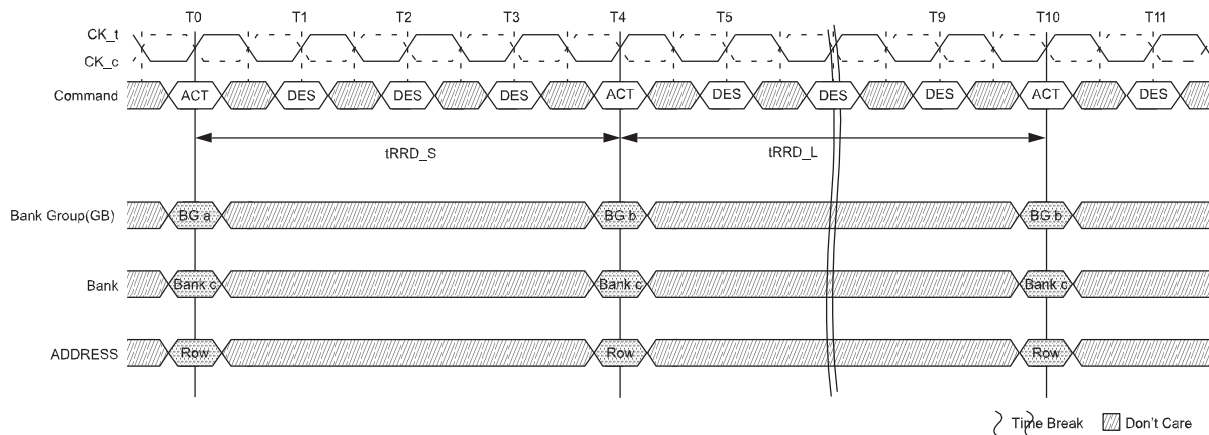 T0 T1 T2 T3 T4 T5 T9 T10 T11
CK_t
CK_c
Command ACT DES DES DES ACT DES DES DES ACT DES
tRRD_S tRRD_L
Bank Group(GB) BG a BG b BG b
Bank Bank c Bank c Bank c
ADDRESS Row Row Row
Time Break Don't Care